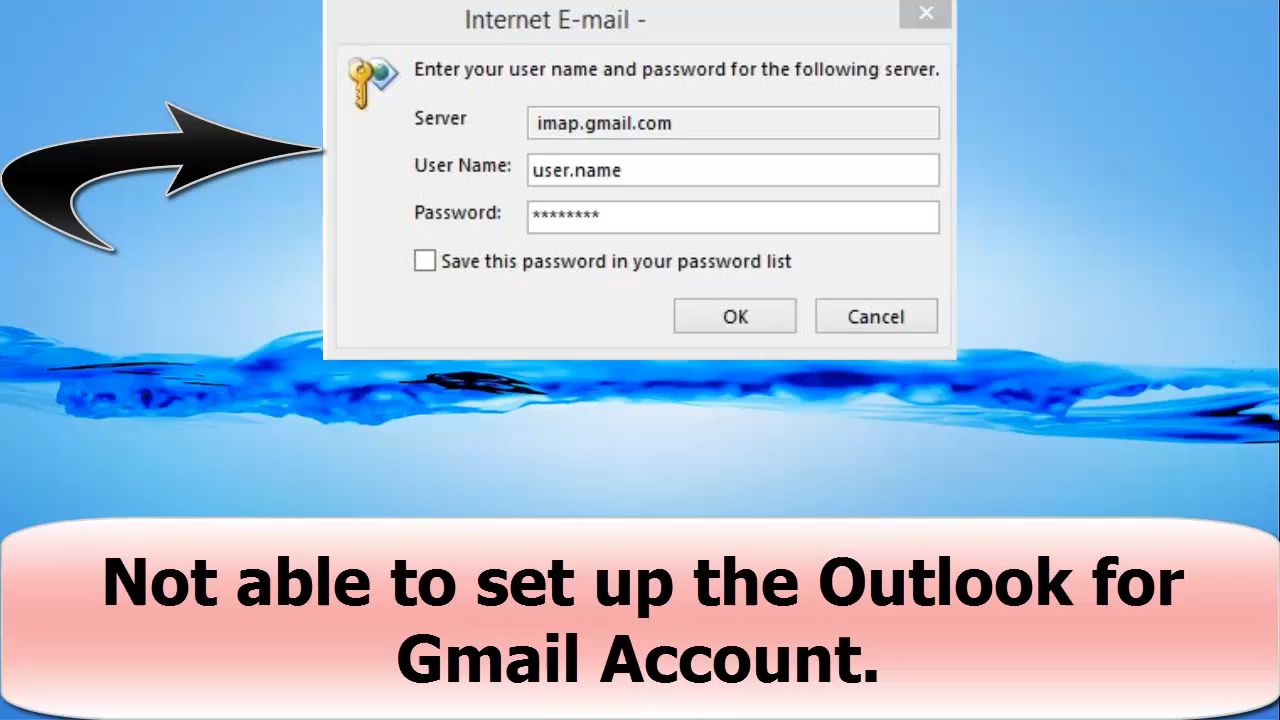 Internet E-mail -
Enter your user name and password for the following server.
Server
imap.gmail.com
User Name:
user.name
Password:
********
Save this password in your password list
OK
Cancel
Not able to set up the Outlook for
Gmail Account.